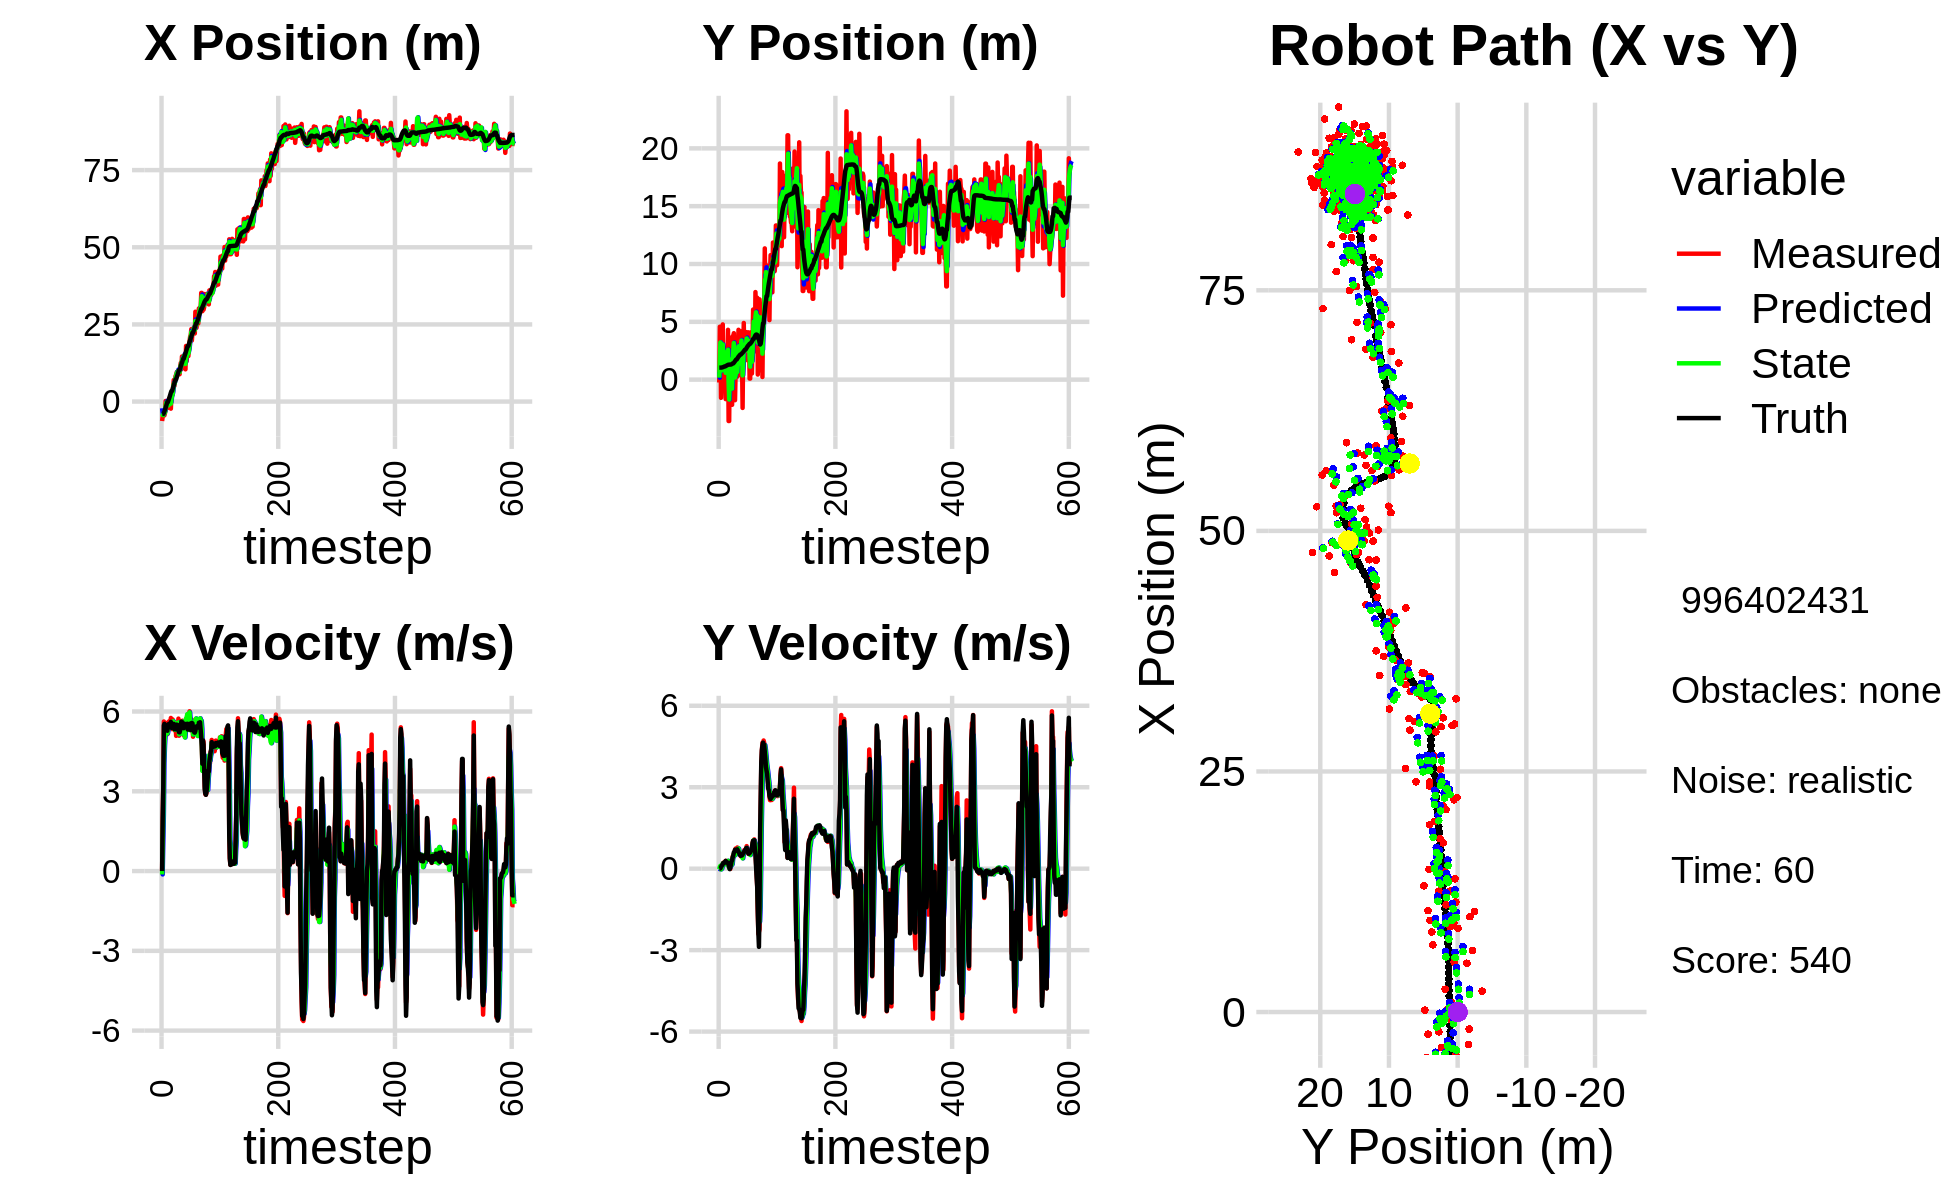 X Position (m)
75
50
25
0
0
200
400
600
timestep
Y Position (m)
20
15
10
5
0
0
200
400
600
timestep
X Velocity (m/s)
6
3
0
-3
-6
0
200
400
600
timestep
Y Velocity (m/s)
6
3
0
-3
-6
0
200
400
600
timestep
Robot Path (X vs Y)
X Position (m)
75
50
25
0
20 10 0 -10 -20
Y Position (m)
variable
Measured
Predicted
State
Truth
996402431
Obstacles: none
Noise: realistic
Time: 60
Score: 540